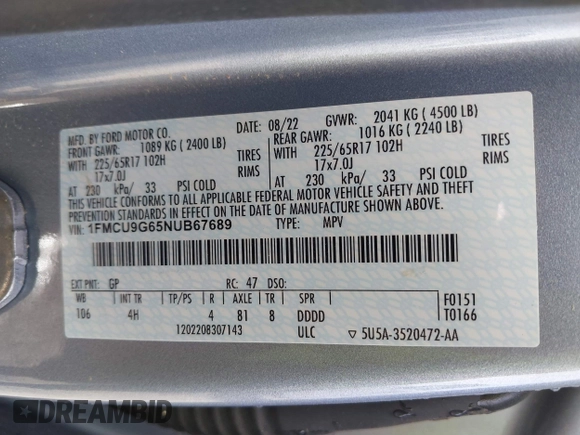 MFD. BY FORD MOTOR CO. DATE: 08/22 GVWR: 2041 KG ( 4500 LB)
FRONT GAWR: 1089 KG ( 2400 LB) REAR GAWR: 1016 KG ( 2240 LB)
WITH 225/65R17 102H TIRES WITH 225/65R17 102H TIRES
17x7.0J RIMS 17x7.0J RIMS
AT 230 kPa/ 33 PSI COLD AT 230 kPa/ 33 PSI COLD
THIS VEHICLE CONFORMS TO ALL APPLICABLE FEDERAL MOTOR VEHICLE SAFETY AND THEFT
PREVENTION STANDARDS IN EFFECT ON THE DATE OF MANUFACTURE SHOWN ABOVE.
VIN: 1FMCU9G65NUB67689 TYPE: MPV
EXT PNT: GP RC: 47 DSO:
WB INT TR TP/PS R AXLE TR SPR
106 4H 4 81 8 DDDD
F0151
T0166
1202208307143 ULC ▽ 5U5A-3520472-AA
DREAMBID